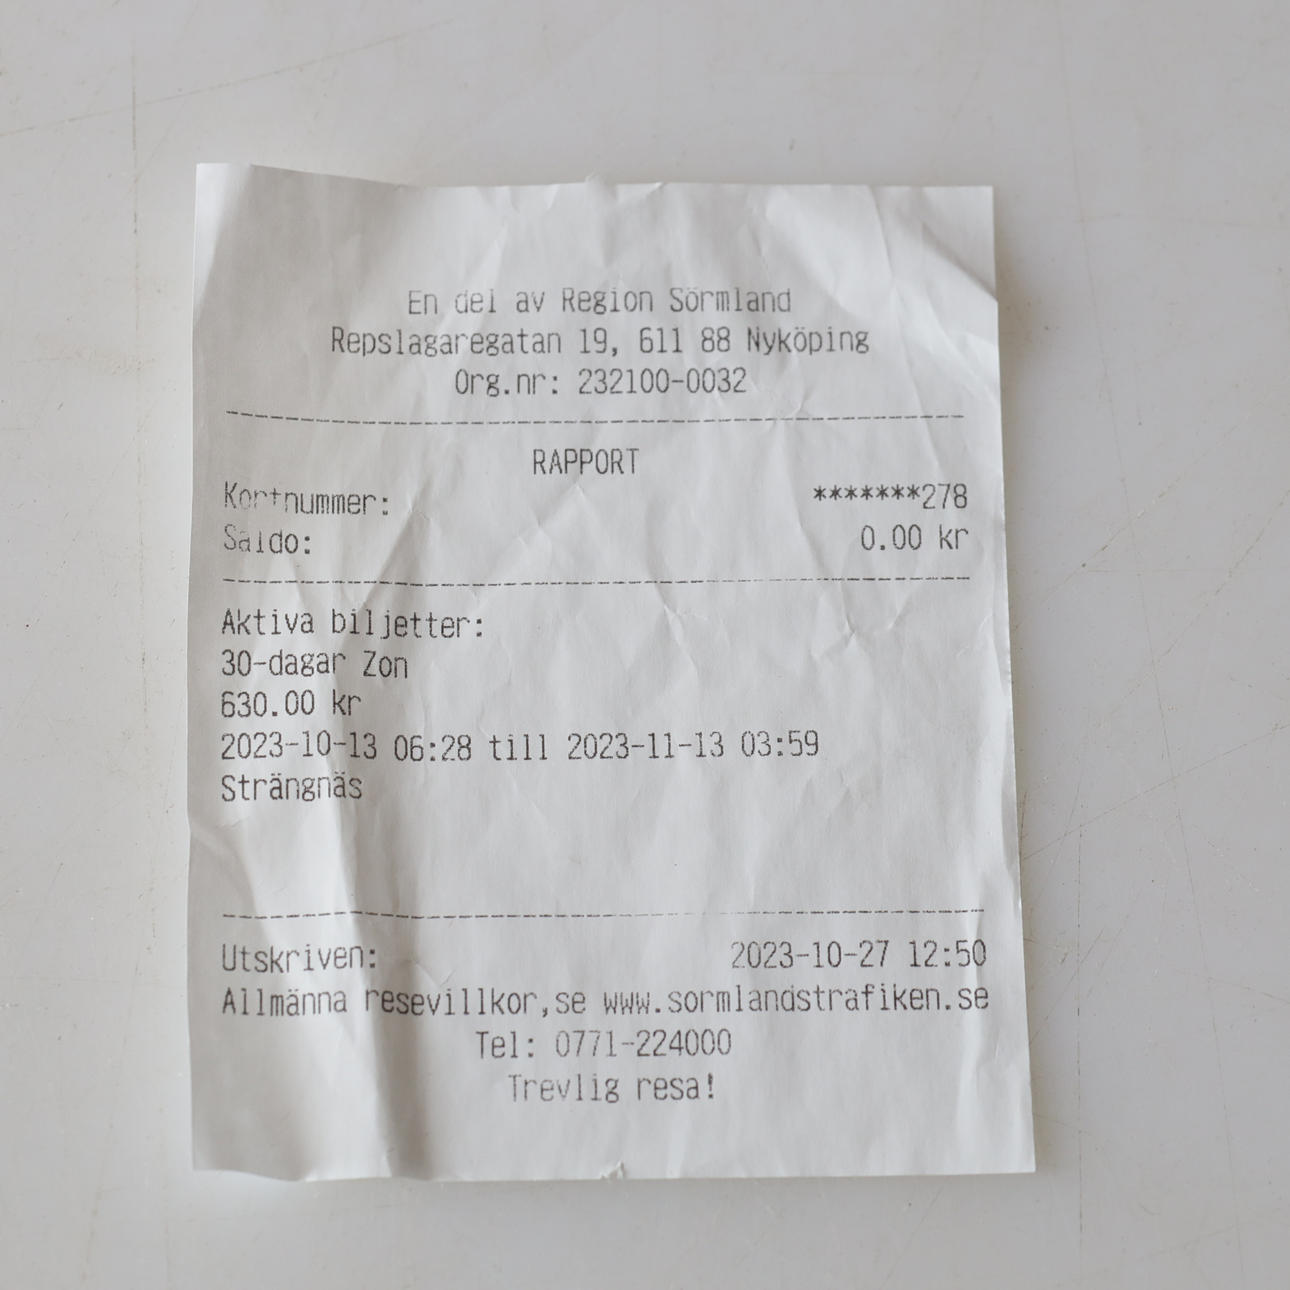 En del av Region Sörmland
Repslagaregatan 19, 611 88 Nyköping
Org.nr: 232100-0032
RAPPORT
Kortnummer: *******278
Saldo: 0.00 kr
Aktiva biljetter:
30-dagar Zon
630.00 kr
2023-10-13 06:28 till 2023-11-13 03:59
Strängnäs
Utskriven: 2023-10-27 12:50
Allmänna resevillkor,se www.sormlandstrafiken.se
Tel: 0771-224000
Trevlig resa!